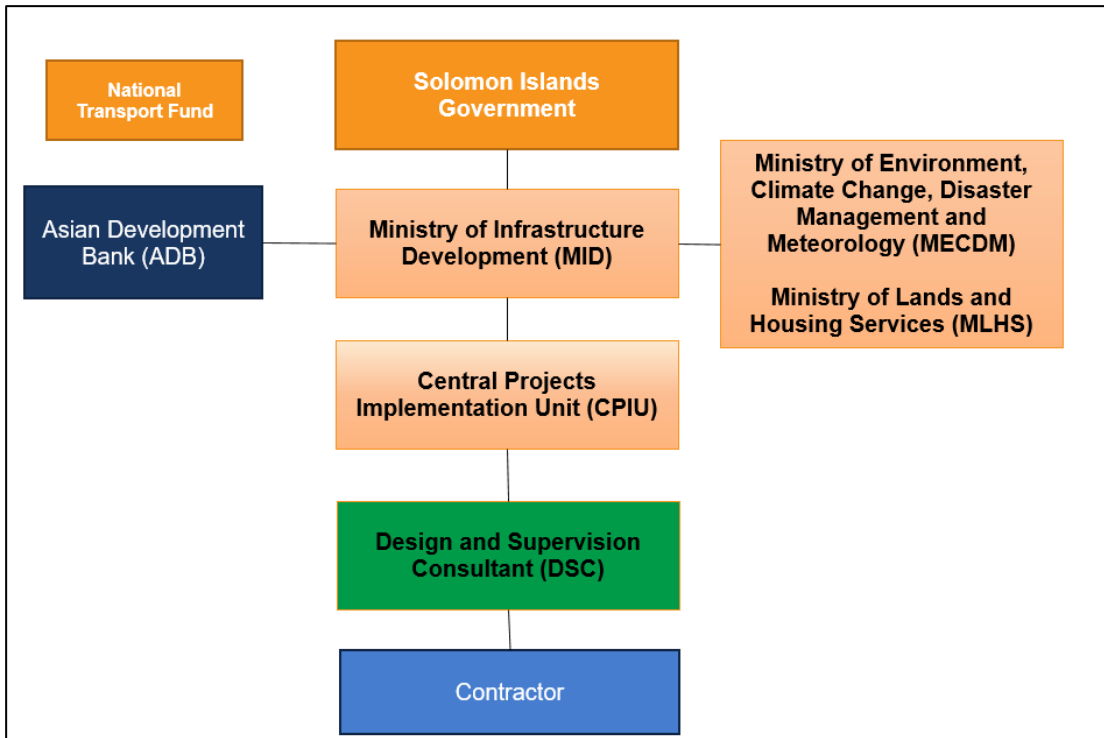 National
Transport Fund
Solomon Islands
Government
Asian Development
Bank (ADB)
Ministry of Infrastructure
Development (MID)
Ministry of Environment,
Climate Change, Disaster
Management and
Meteorology (MECDM)
Ministry of Lands and
Housing Services (MLHS)
Central Projects
Implementation Unit (CPIU)
Design and Supervision
Consultant (DSC)
Contractor